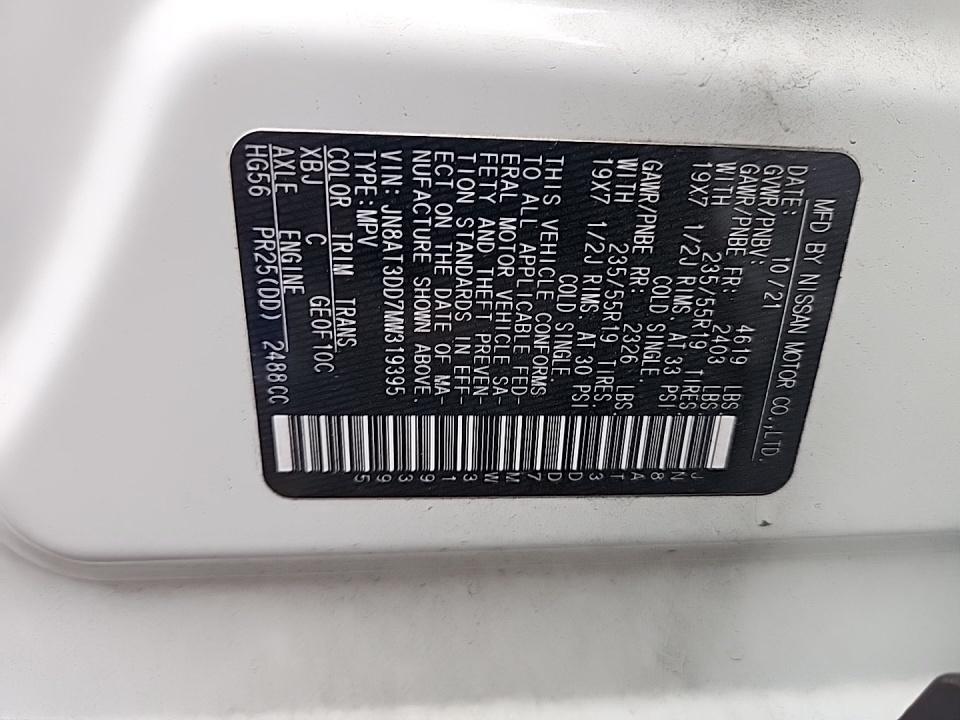 MFD BY NISSAN MOTOR CO.,LTD.
DATE: 10/21
GVWR/PNBV: 4619 LBS.
GAWR/PNBE FR: 2403 LBS.
WITH 235/55R19 TIRES.
19X7 1/2J RIMS. AT 33 PSI
COLD SINGLE.
GAWR/PNBE RR: 2326 LBS.
WITH 235/55R19 TIRES.
19X7 1/2J RIMS. AT 30 PSI
COLD SINGLE.
THIS VEHICLE CONFORMS
TO ALL APPLICABLE FED-
ERAL MOTOR VEHICLE SA-
FETY AND THEFT PREVEN-
TION STANDARDS IN EFF-
ECT ON THE DATE OF MA-
NUFACTURE SHOWN ABOVE.
VIN: JN8AT3DD7MW319395
TYPE:MPV
COLOR TRIM TRANS
XBJ C GE0F10C
AXLE ENGINE
HG56 PR25(DD) 2488CC
JN8AT3DD7MW319395